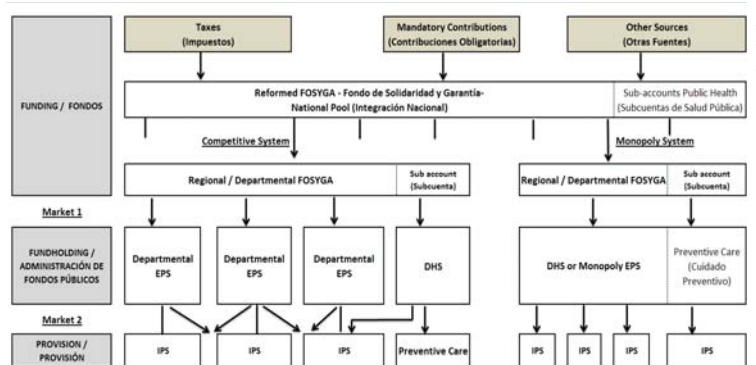 Taxes
(Impuestos)
Mandatory Contributions
(Contribuciones Obligatorias)
Other Sources
(Otras Fuentes)
FUNDING / FONDOS
Reformed FOSYGA - Fondo de Solidaridad y Garantía-
National Pool (Integración Nacional)
Sub-accounts Public Health
(Subcuentas de Salud Pública)
Competitive System
Monopoly System
Regional / Departmental FOSYGA
Sub account
(Subcuenta)
Regional / Departmental FOSYGA
Sub account
(Subcuenta)
Market 1
FUNDHOLDING /
ADMINISTRACIÓN DE
FONDOS PÚBLICOS
Departmental
EPS
Departmental
EPS
Departmental
EPS
DHS
DHS or Monopoly EPS
Preventive Care
(Cuidado
Preventivo)
Market 2
PROVISION /
PROVISIÓN
IPS
IPS
IPS
Preventive Care
IPS
IPS
IPS
IPS